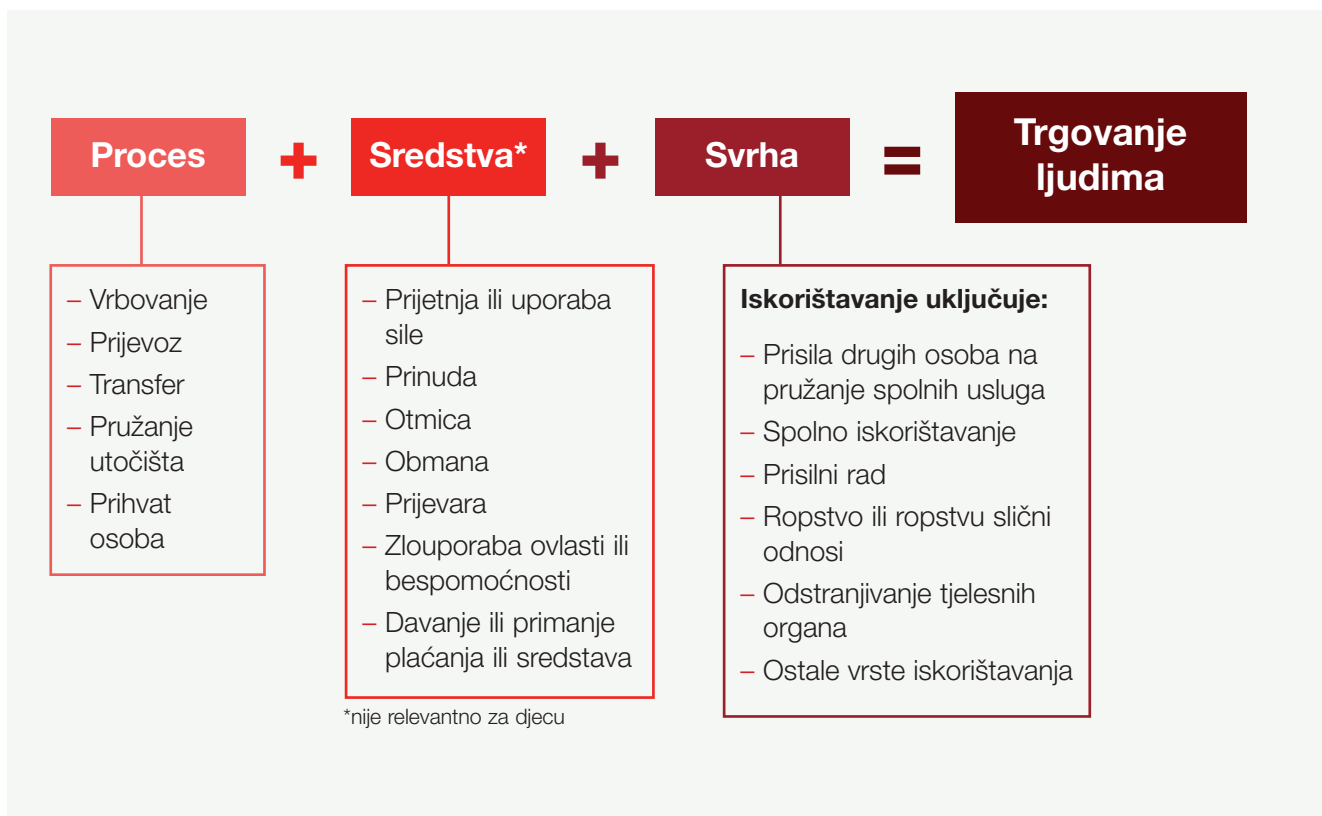 Proces + Sredstva* + Svrha = Trgovanje
ljudima
– Vrbovanje
– Prijevoz
– Transfer
– Pružanje
utočišta
– Prihvat
osoba
– Prijetnja ili uporaba
sile
– Prinuda
– Otmica
– Obmana
– Prijevara
– Zlouporaba ovlasti ili
bespomoćnosti
– Davanje ili primanje
plaćanja ili sredstava
*nije relevantno za djecu
Iskorištavanje uključuje:
– Prisila drugih osoba na
pružanje spolnih usluga
– Spolno iskorištavanje
– Prisilni rad
– Ropstvo ili ropstvu slični
odnosi
– Odstranjivanje tjelesnih
organa
– Ostale vrste iskorištavanja